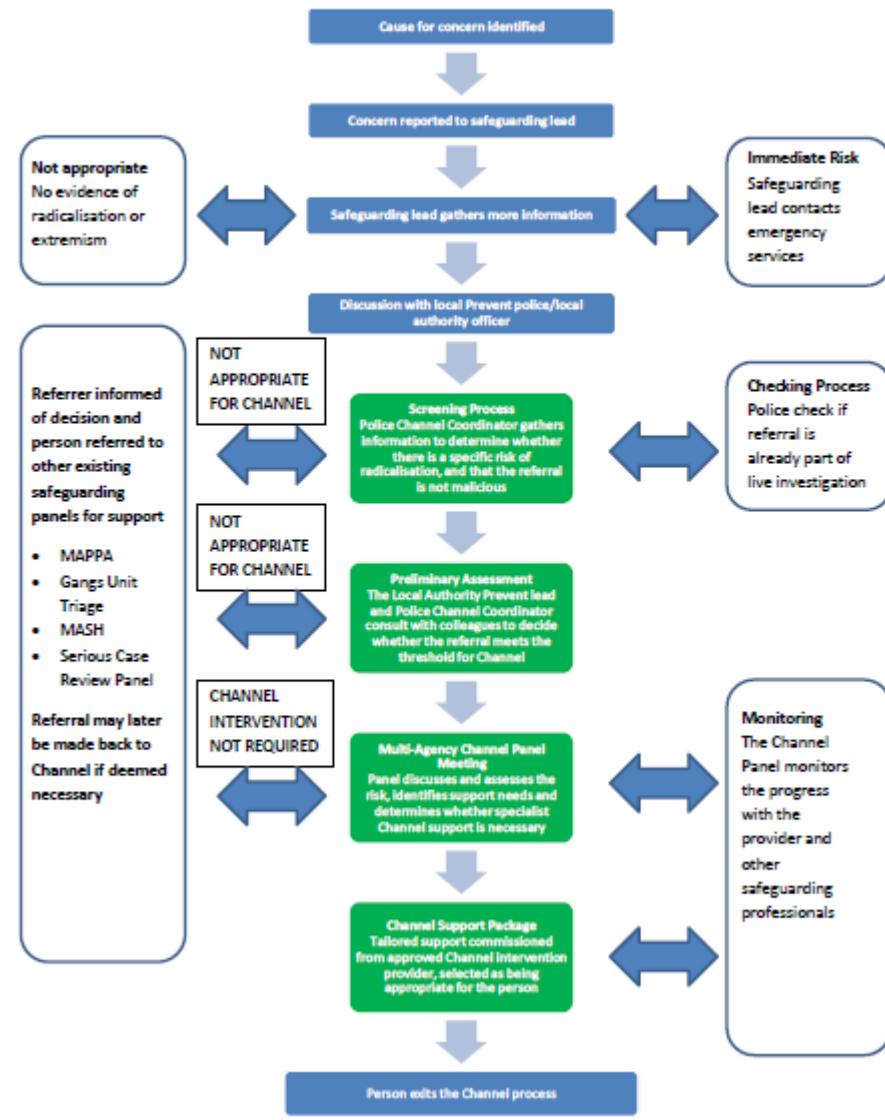 Cause for concern identified
Concern reported to safeguarding lead
Not appropriate
No evidence of
radicalisation or
extremism
Safeguarding lead gathers more information
Immediate Risk
Safeguarding
lead contacts
emergency
services
Discussion with local Prevent police/local
authority officer
Referrer informed
of decision and
person referred to
other existing
safeguarding
panels for support
• MAPPA
• Gangs Unit
Triage
• MASH
• Serious Case
Review Panel
Referral may later
be made back to
Channel if deemed
necessary
NOT
APPROPRIATE
FOR CHANNEL
Screening Process
Police Channel Coordinator gathers
information to determine whether
there is a specific risk of
radicalisation, and that the referral
is not malicious
Checking Process
Police check if
referral is
already part of
live investigation
NOT
APPROPRIATE
FOR CHANNEL
Preliminary Assessment
The Local Authority Prevent lead
and Police Channel Coordinator
consult with colleagues to decide
whether the referral meets the
threshold for Channel
CHANNEL
INTERVENTION
NOT REQUIRED
Multi-Agency Channel Panel
Meeting
Panel discusses and assesses the
risk, identifies support needs and
determines whether specialist
Channel support is necessary
Monitoring
The Channel
Panel monitors
the progress
with the
provider and
other
safeguarding
professionals
Channel Support Package
Tailored support commissioned
from approved Channel intervention
provider, selected as being
appropriate for the person
Person exits the Channel process